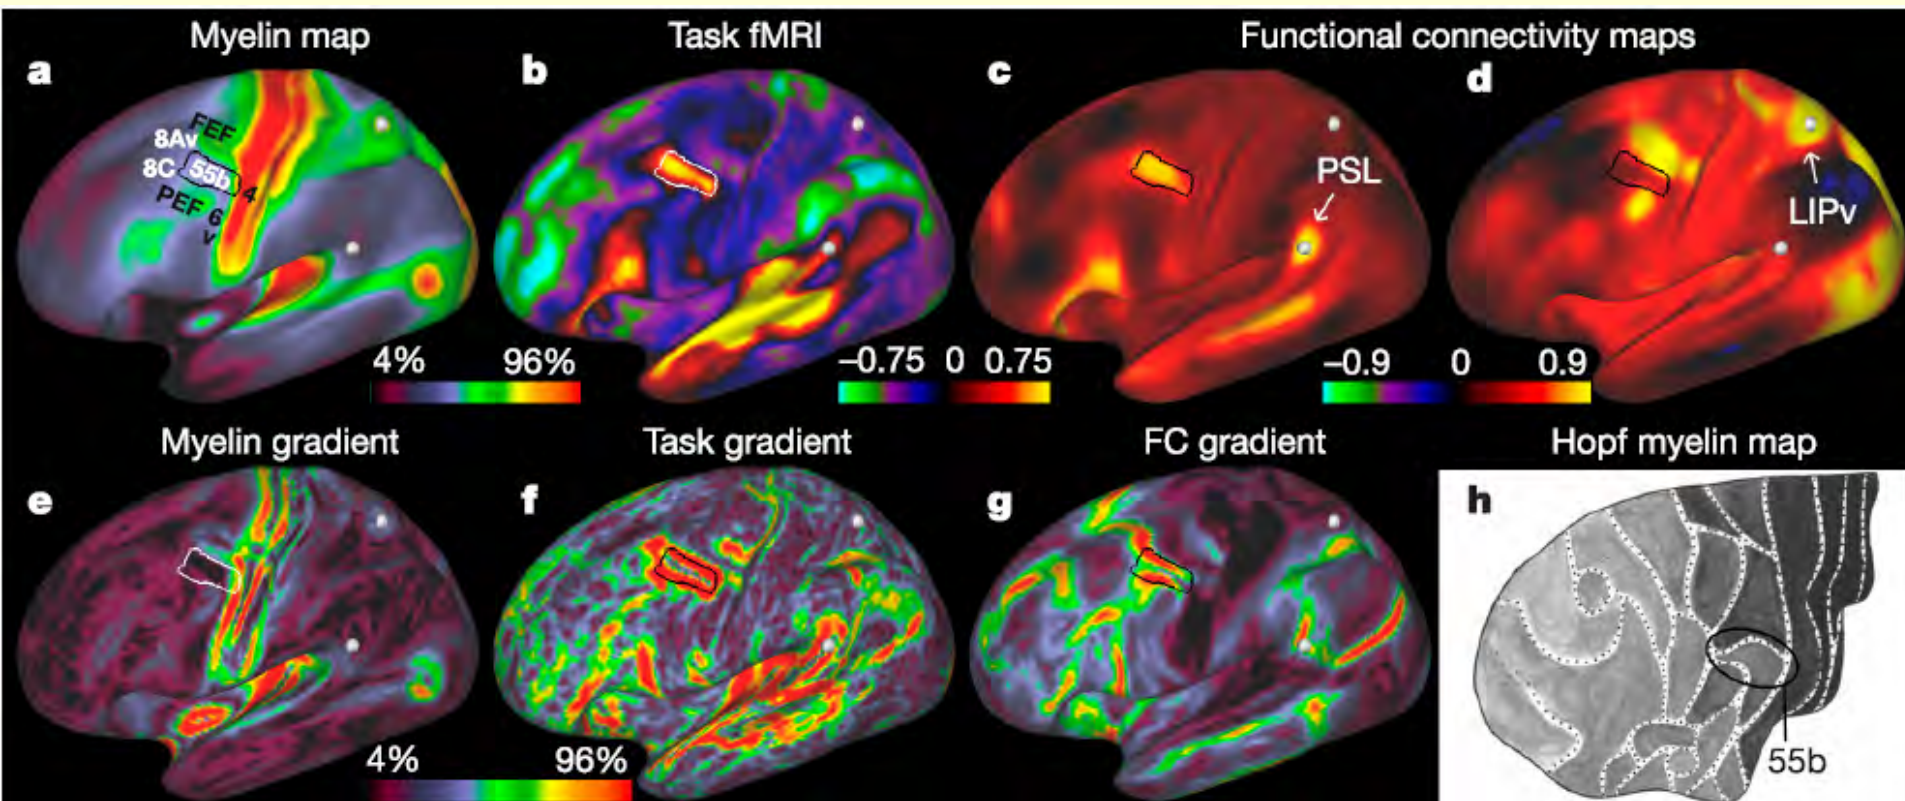 Myelin map
Task fMRI
Functional connectivity maps
a
b
c
d
FEF
8Av
8C
55b
4
PEF
6
v
PSL
LIPv
4% 96%
–0.75 0 0.75
–0.9 0 0.9
Myelin gradient
Task gradient
FC gradient
Hopf myelin map
e
f
g
h
55b
4% 96%